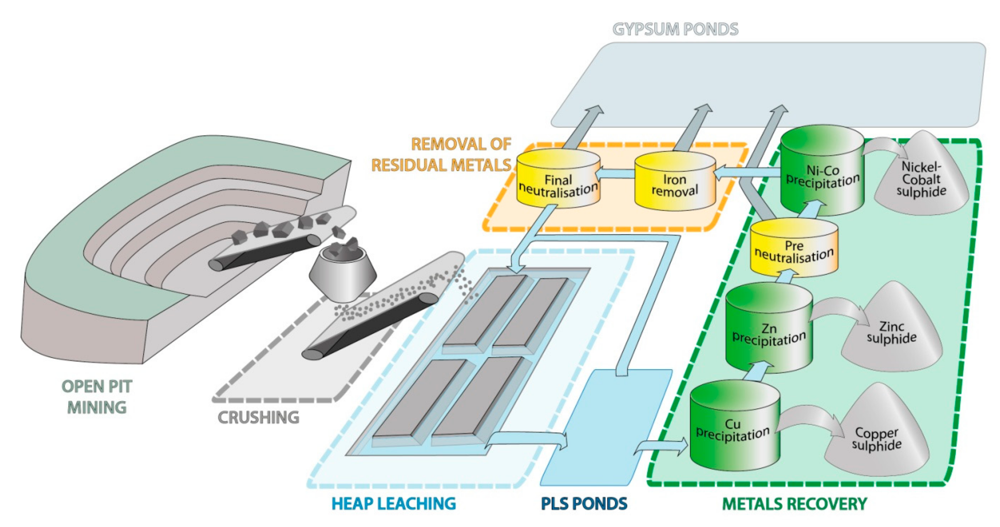 GYPSUM PONDS
REMOVAL OF
RESIDUAL METALS
Final
neutralisation
Iron
removal
Ni-Co
precipitation
Nickel-
Cobalt
sulphide
Pre
neutralisation
Zn
precipitation
Zinc
sulphide
Cu
precipitation
Copper
sulphide
OPEN PIT
MINING
CRUSHING
HEAP LEACHING
PLS PONDS
METALS RECOVERY